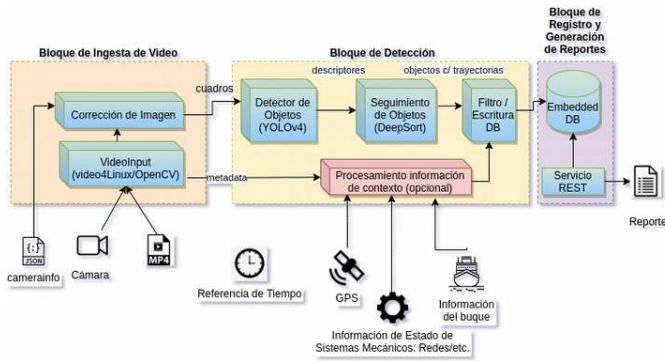 Bloque de Ingesta de Video
Bloque de Detección
Bloque de
Registro y
Generación
de Reportes
cuadros
descriptores
objectos c/ trayectorias
Corrección de Imagen
Detector de
Objetos
(YOLOv4)
Seguimiento
de Objetos
(DeepSort)
Filtro /
Escritura
DB
Embedded
DB
VideoInput
(video4Linux/OpenCV)
metadata
Procesamiento información
de contexto (opcional)
Servicio
REST
Reporte
{:}
JSON
camerainfo
Cámara
MP4
Referencia de Tiempo
GPS
Información
del buque
Información de Estado de
Sistemas Mecánicos: Redes/etc.